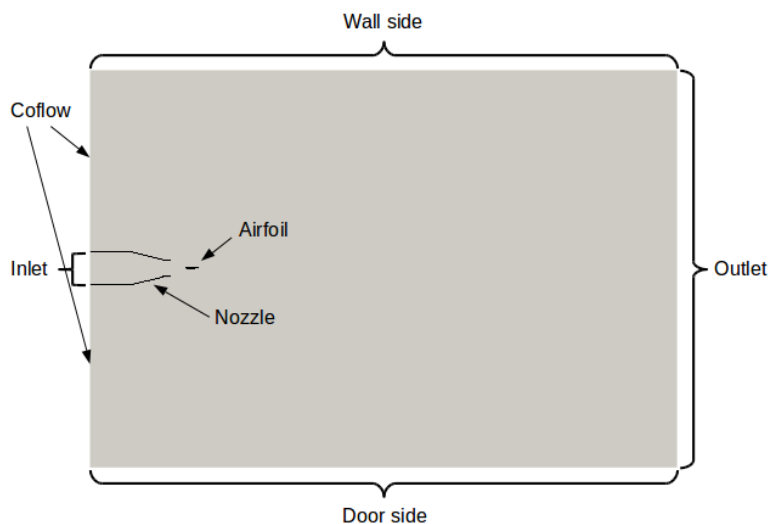 Wall side
Coflow
Airfoil
Inlet
Outlet
Nozzle
Door side